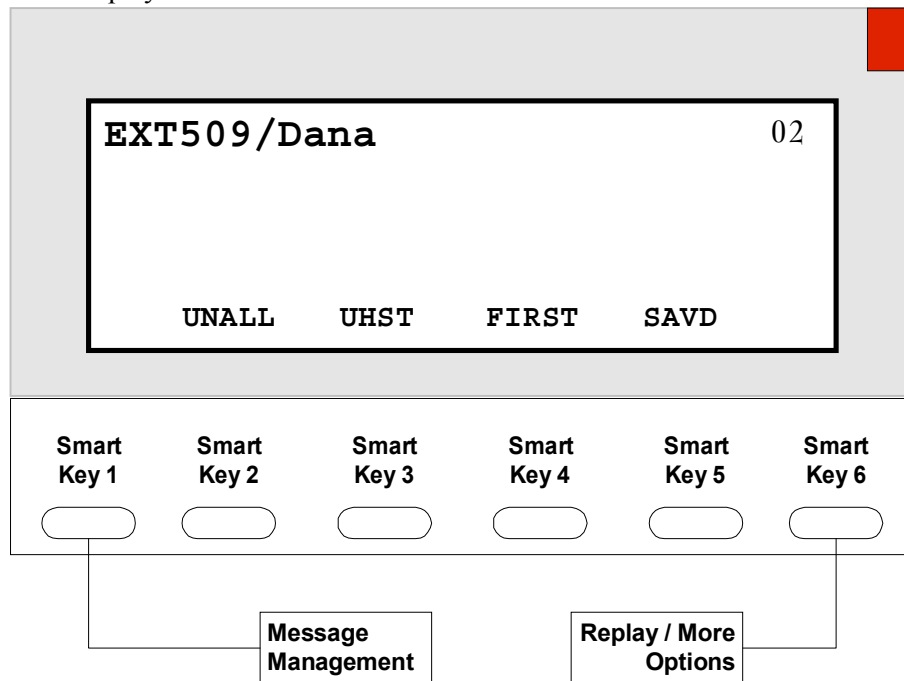 EXT509/Dana 02
UNALL UHST FIRST SAVD
Smart Key 1
Smart Key 2
Smart Key 3
Smart Key 4
Smart Key 5
Smart Key 6
Message
Management
Replay / More
Options